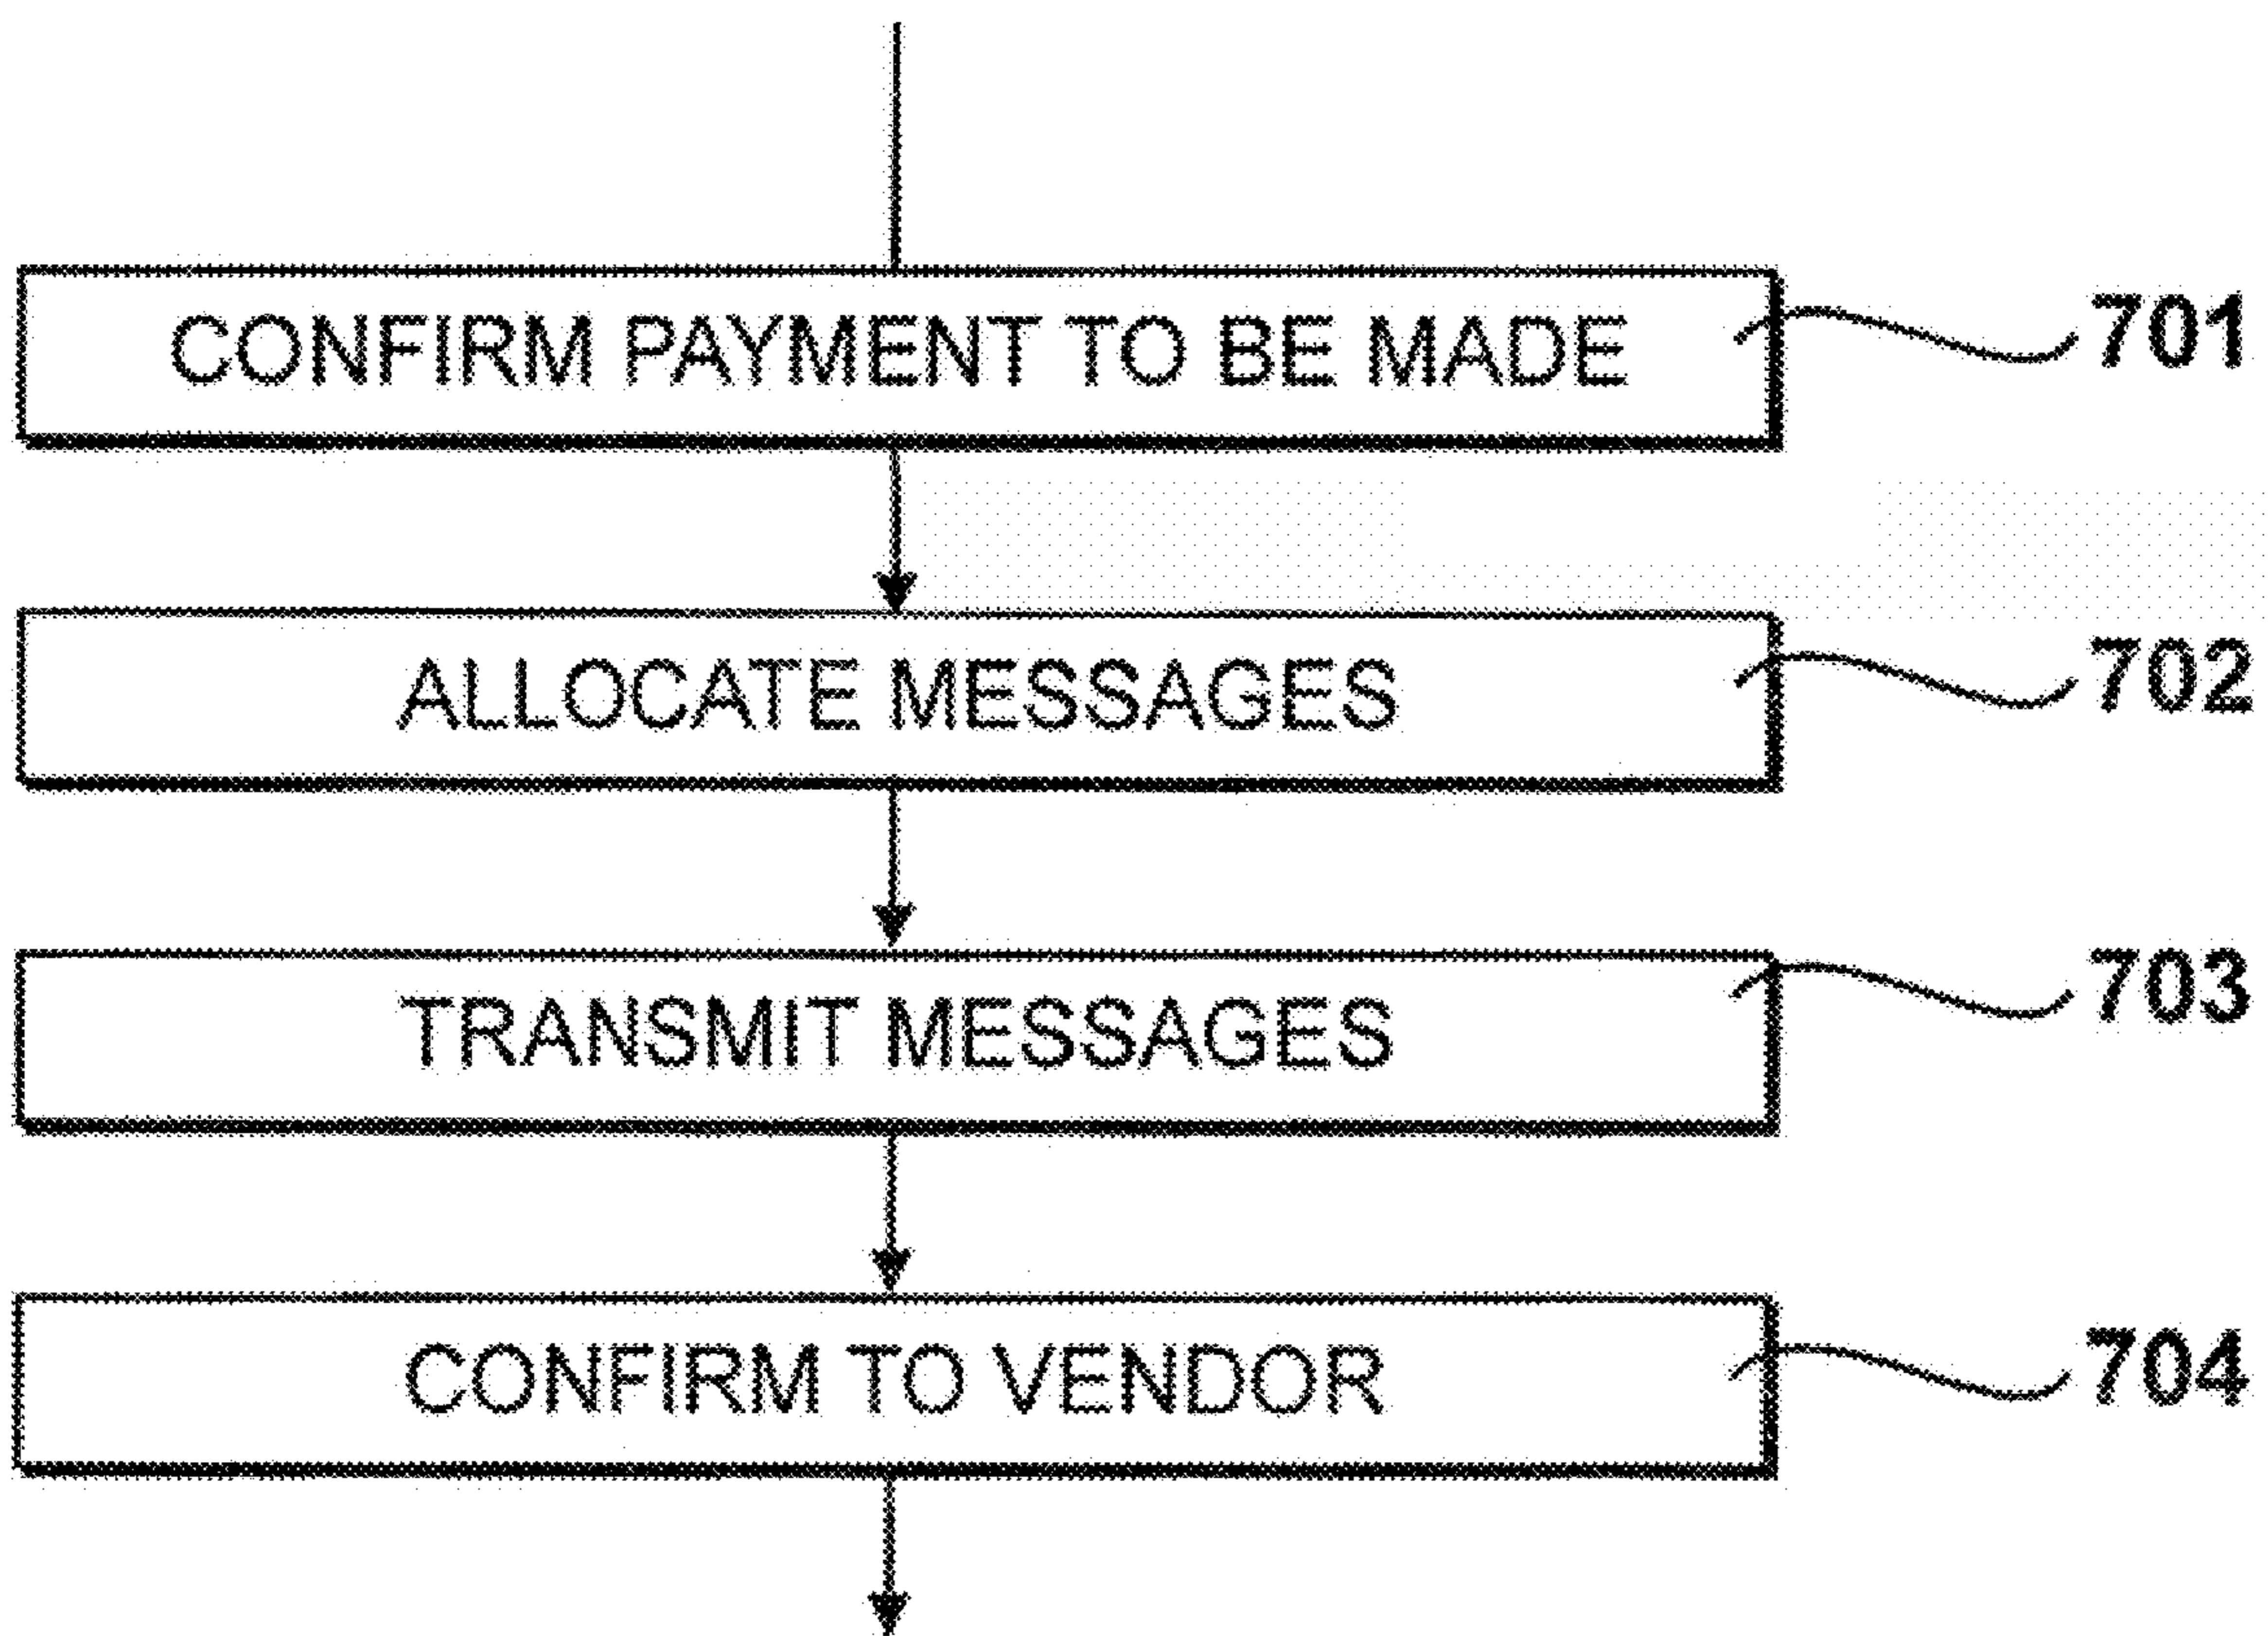 CONFIRM PAYMENT TO BE MADE 701
ALLOCATE MESSAGES 702
TRANSMIT MESSAGES 703
CONFIRM TO VENDOR 704